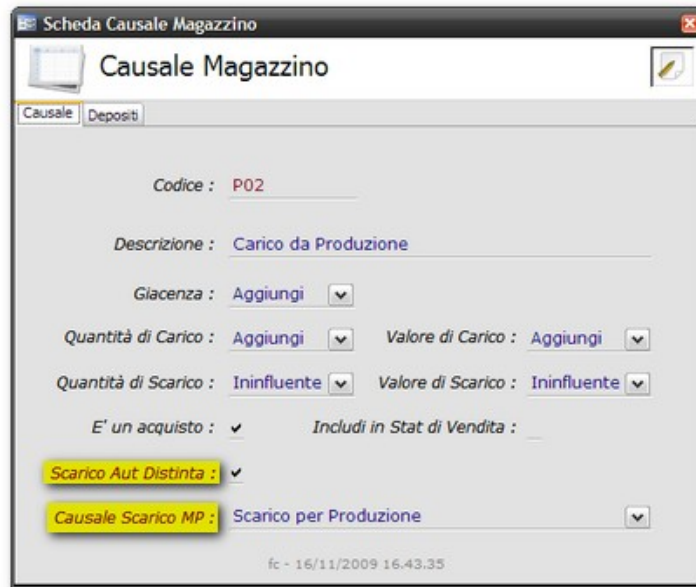 Scheda Causale Magazzino
Causale Magazzino
Causale Depositi
Codice : P02
Descrizione : Carico da Produzione
Giacenza : Aggiungi
Quantità di Carico : Aggiungi Valore di Carico : Aggiungi
Quantità di Scarico : Ininfluente Valore di Scarico : Ininfluente
E' un acquisto : Includi in Stat di Vendita :
Scarico Aut Distinta :
Causale Scarico MP : Scarico per Produzione
fc - 16/11/2009 16.43.35